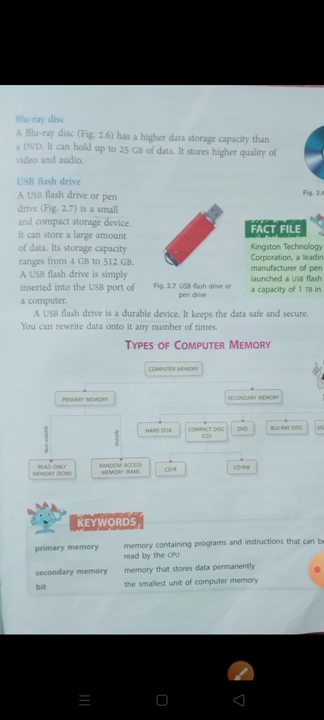 Blu-ray disc
A Blu-ray disc (Fig. 2.6) has a higher data storage capacity than
a DVD. It can hold up to 25 GB of data. It stores higher quality of
video and audio.
USB flash drive
A USB flash drive or pen
drive (Fig. 2.7) is a small
and compact storage device.
It can store a large amount
of data. Its storage capacity
ranges from 4 GB to 512 GB.
A USB flash drive is simply
inserted into the USB port of
a computer.
Fig. 2.7 USB flash drive or
pen drive
Fig.
FACT FILE
Kingston Technology
Corporation, a
manufacturer of pen
launched a USB flash
a capacity of 1 TB in
A USB flash drive is a durable device. It keeps the data safe and secure.
You can rewrite data onto it any number of times.
TYPES OF COMPUTER MEMORY
COMPUTER MEMORY
PRIMARY MEMORY
SECONDARY MEMORY
Non-volatile
Volatile
HARD DISK
COMPACT DISC
(CD)
DVD
BLU-RAY DISC
READ ONLY
MEMORY (ROM)
RANDOM ACCESS
MEMORY (RAM)
CD-R
CD-RW
KEYWORDS
primary memory memory containing programs and instructions that can
read by the CPU
secondary memory memory that stores data permanently
bit the smallest unit of computer memory